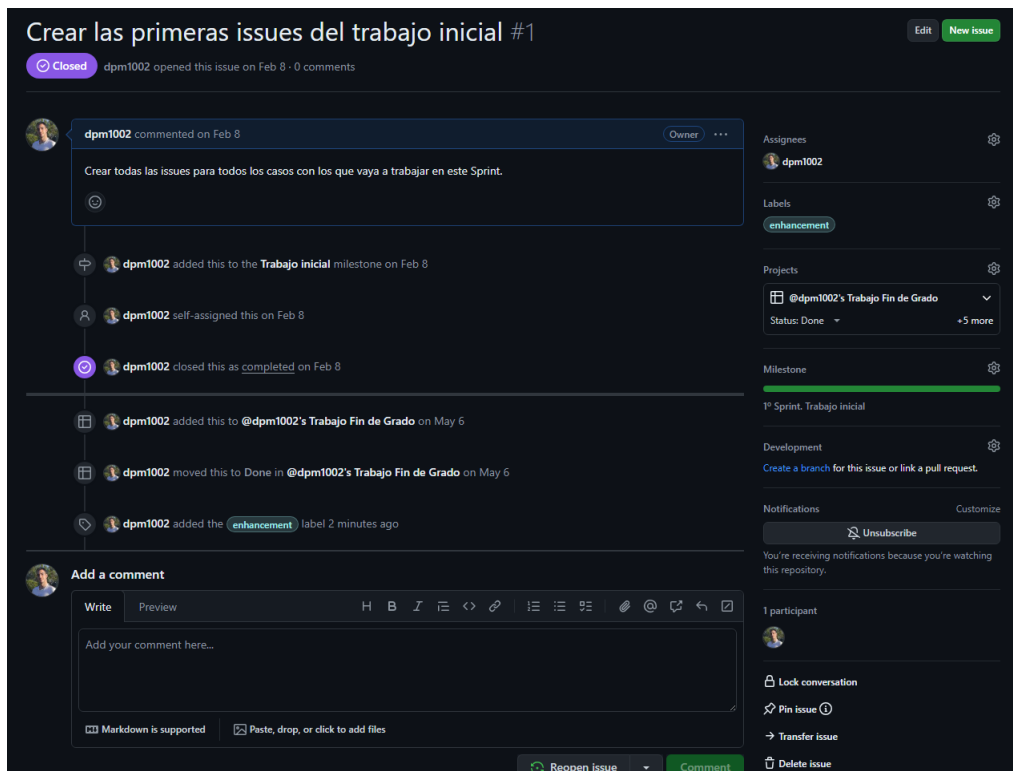 Crear las primeras issues del trabajo inicial #1
Edit
New issue
Closed
dpm1002 opened this issue on Feb 8 · 0 comments
dpm1002 commented on Feb 8
Owner
Crear todas las issues para todos los casos con los que vaya a trabajar en este Sprint.
dpm1002 added this to the Trabajo inicial milestone on Feb 8
dpm1002 self-assigned this on Feb 8
dpm1002 closed this as completed on Feb 8
dpm1002 added this to @dpm1002's Trabajo Fin de Grado on May 6
dpm1002 moved this to Done in @dpm1002's Trabajo Fin de Grado on May 6
dpm1002 added the enhancement label 2 minutes ago
Add a comment
Write
Preview
Add your comment here...
Markdown is supported
Paste, drop, or click to add files
Reopen issue
Comment
Assignees
dpm1002
Labels
enhancement
Projects
@dpm1002's Trabajo Fin de Grado
Status: Done
+5 more
Milestone
1º Sprint. Trabajo inicial
Development
Create a branch for this issue or link a pull request.
Notifications
Customize
Unsubscribe
You're receiving notifications because you're watching
this repository.
1 participant
Lock conversation
Pin issue
Transfer issue
Delete issue